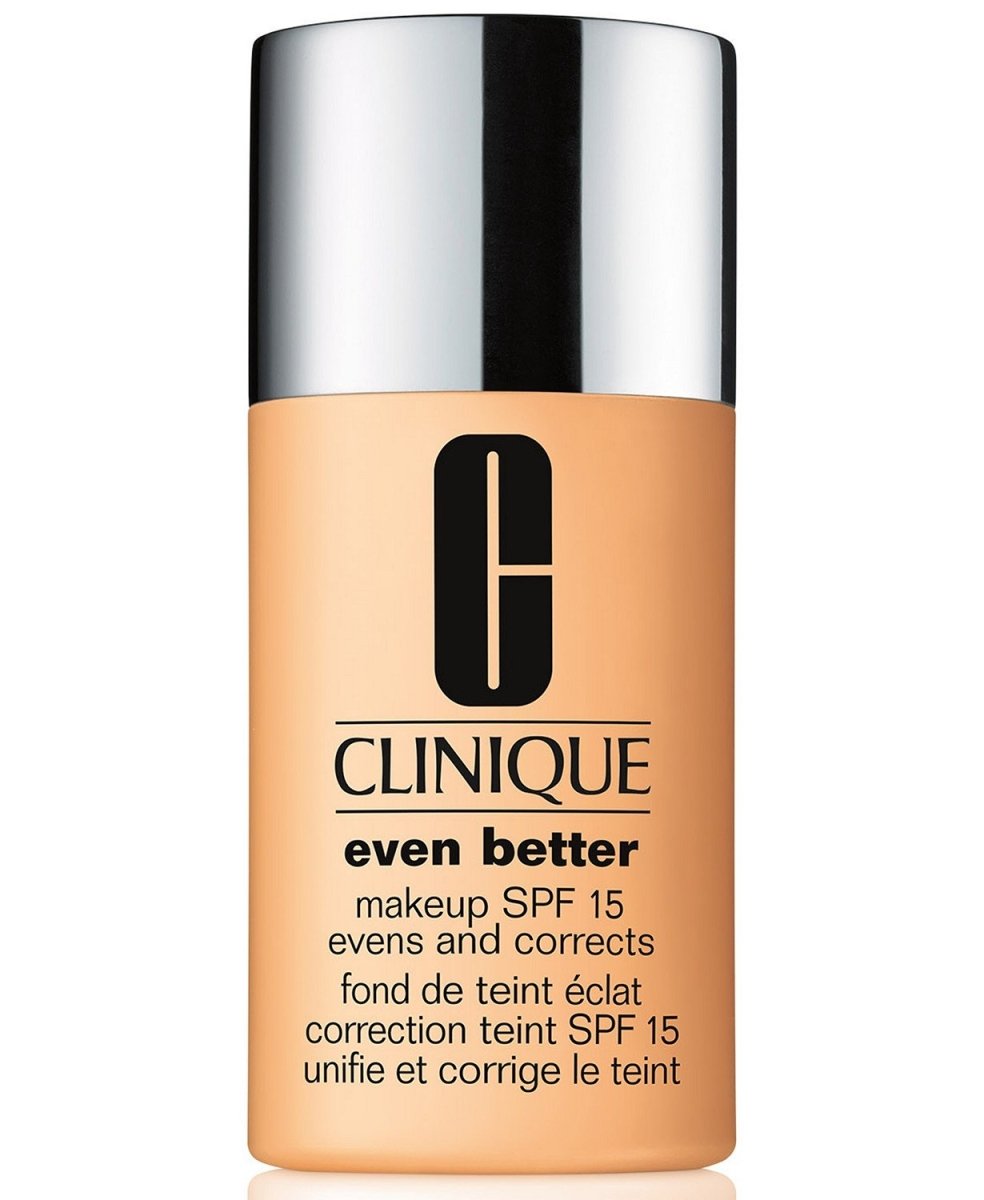 C
CLINIQUE
even better
makeup SPF 15
evens and corrects
fond de teint éclat
correction teint SPF 15
unifie et corrige le teint